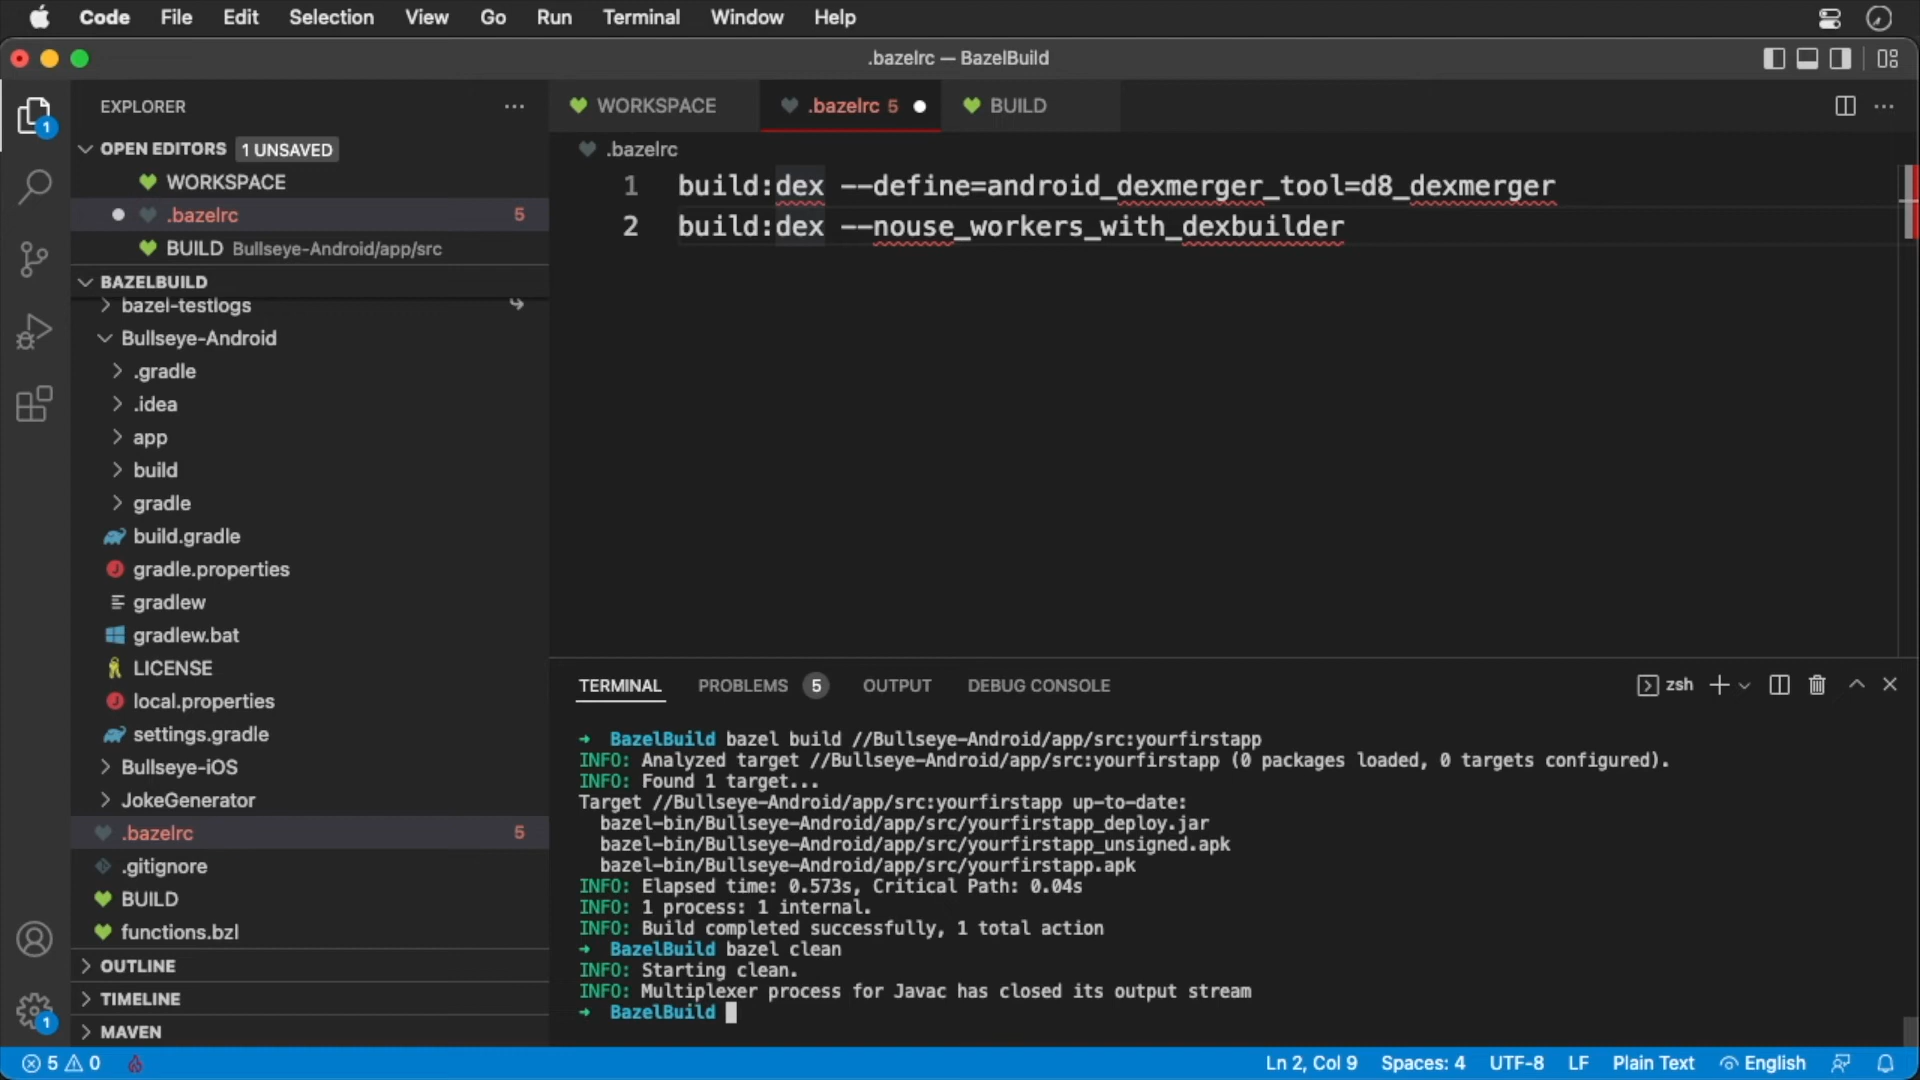 Code File Edit Selection View Go Run Terminal Window Help
.bazelrc — BazelBuild
EXPLORER
1
OPEN EDITORS 1 UNSAVED
WORKSPACE
.bazelrc 5
BUILD Bullseye-Android/app/src
BAZELBUILD
bazel-testlogs
Bullseye-Android
.gradle
.idea
app
build
gradle
build.gradle
gradle.properties
gradlew
gradlew.bat
LICENSE
local.properties
settings.gradle
Bullseye-iOS
JokeGenerator
.bazelrc 5
.gitignore
BUILD
functions.bzl
OUTLINE
TIMELINE
MAVEN
1
WORKSPACE .bazelrc 5 BUILD
.bazelrc
1 build:dex --define=android_dexmerger_tool=d8_dexmerger
2 build:dex --nouse_workers_with_dexbuilder
TERMINAL PROBLEMS 5 OUTPUT DEBUG CONSOLE zsh
➜ BazelBuild bazel build //Bullseye-Android/app/src:yourfirstapp
INFO: Analyzed target //Bullseye-Android/app/src:yourfirstapp (0 packages loaded, 0 targets configured).
INFO: Found 1 target...
Target //Bullseye-Android/app/src:yourfirstapp up-to-date:
bazel-bin/Bullseye-Android/app/src/yourfirstapp_deploy.jar
bazel-bin/Bullseye-Android/app/src/yourfirstapp_unsigned.apk
bazel-bin/Bullseye-Android/app/src/yourfirstapp.apk
INFO: Elapsed time: 0.573s, Critical Path: 0.04s
INFO: 1 process: 1 internal.
INFO: Build completed successfully, 1 total action
➜ BazelBuild bazel clean
INFO: Starting clean.
INFO: Multiplexer process for Javac has closed its output stream
➜ BazelBuild
5 0 Ln 2, Col 9 Spaces: 4 UTF-8 LF Plain Text English